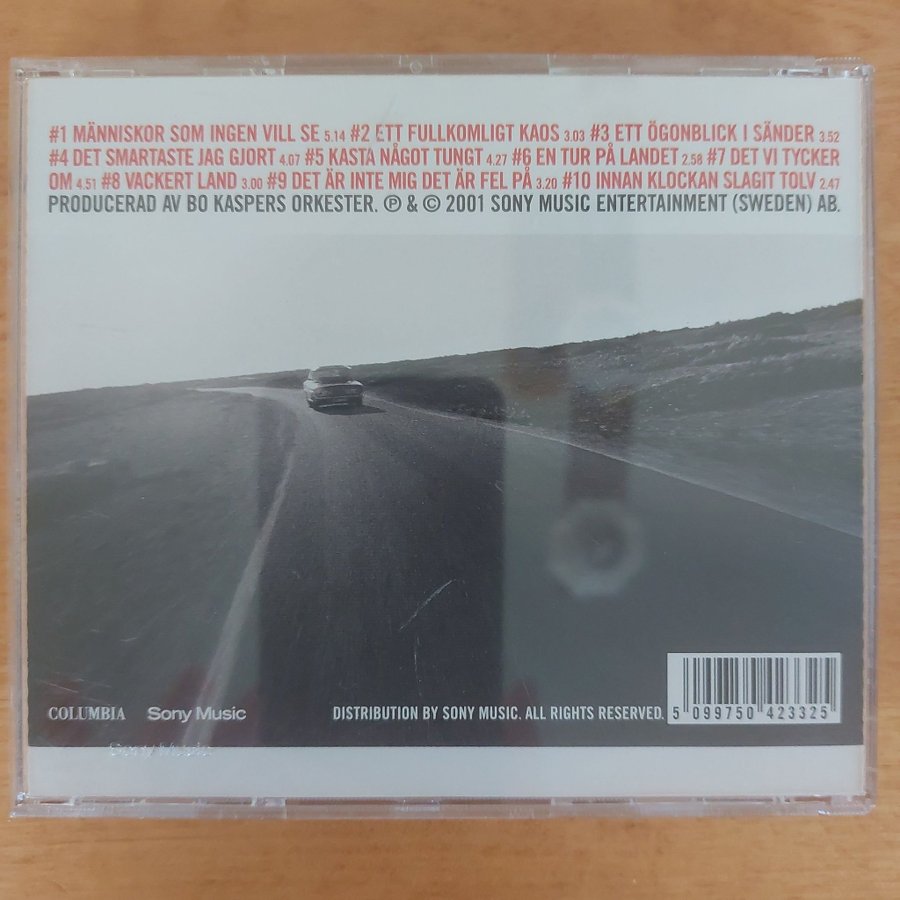 #1 MÄNNISKOR SOM INGEN VILL SE 5.14 #2 ETT FULLKOMLIGT KAOS 3.03 #3 ETT ÖGONBLICK I SÄNDER 3.52
#4 DET SMARTASTE JAG GJORT 4.07 #5 KASTA NÅGOT TUNGT 4.27 #6 EN TUR PÅ LANDET 2.58 #7 DET VI TYCKER
OM 4.51 #8 VACKERT LAND 3.00 #9 DET ÄR INTE MIG DET ÄR FEL PÅ 3.20 #10 INNAN KLOCKAN SLAGIT TOLV 2.47
PRODUCERAD AV BO KASPERS ORKESTER. ℗ & © 2001 SONY MUSIC ENTERTAINMENT (SWEDEN) AB.
COLUMBIA Sony Music DISTRIBUTION BY SONY MUSIC. ALL RIGHTS RESERVED. 5 099750 423325
Sony Music